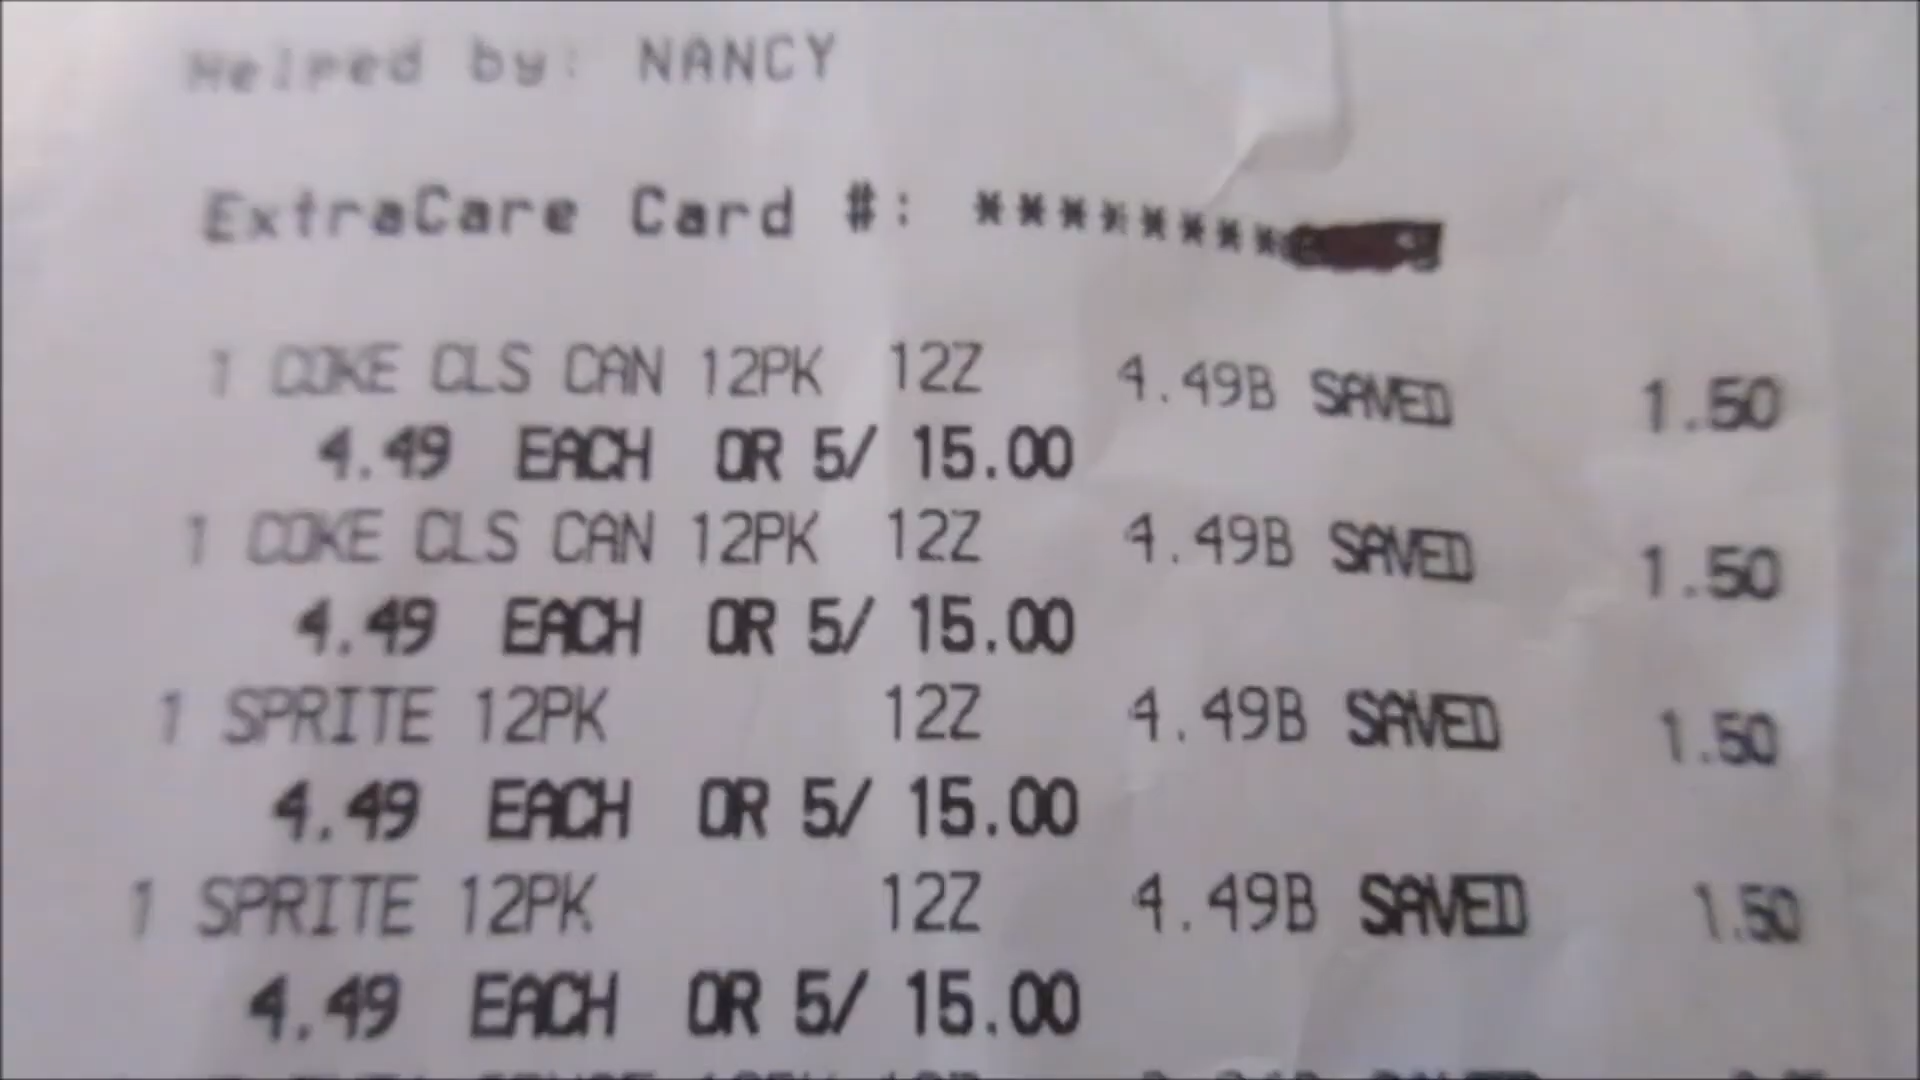 Helped by: NANCY
ExtraCare Card #: ********
1 COKE CLS CAN 12PK 12Z 4.49B SAVED 1.50
4.49 EACH OR 5/ 15.00
1 COKE CLS CAN 12PK 12Z 4.49B SAVED 1.50
4.49 EACH OR 5/ 15.00
1 SPRITE 12PK 12Z 4.49B SAVED 1.50
4.49 EACH OR 5/ 15.00
1 SPRITE 12PK 12Z 4.49B SAVED 1.50
4.49 EACH OR 5/ 15.00